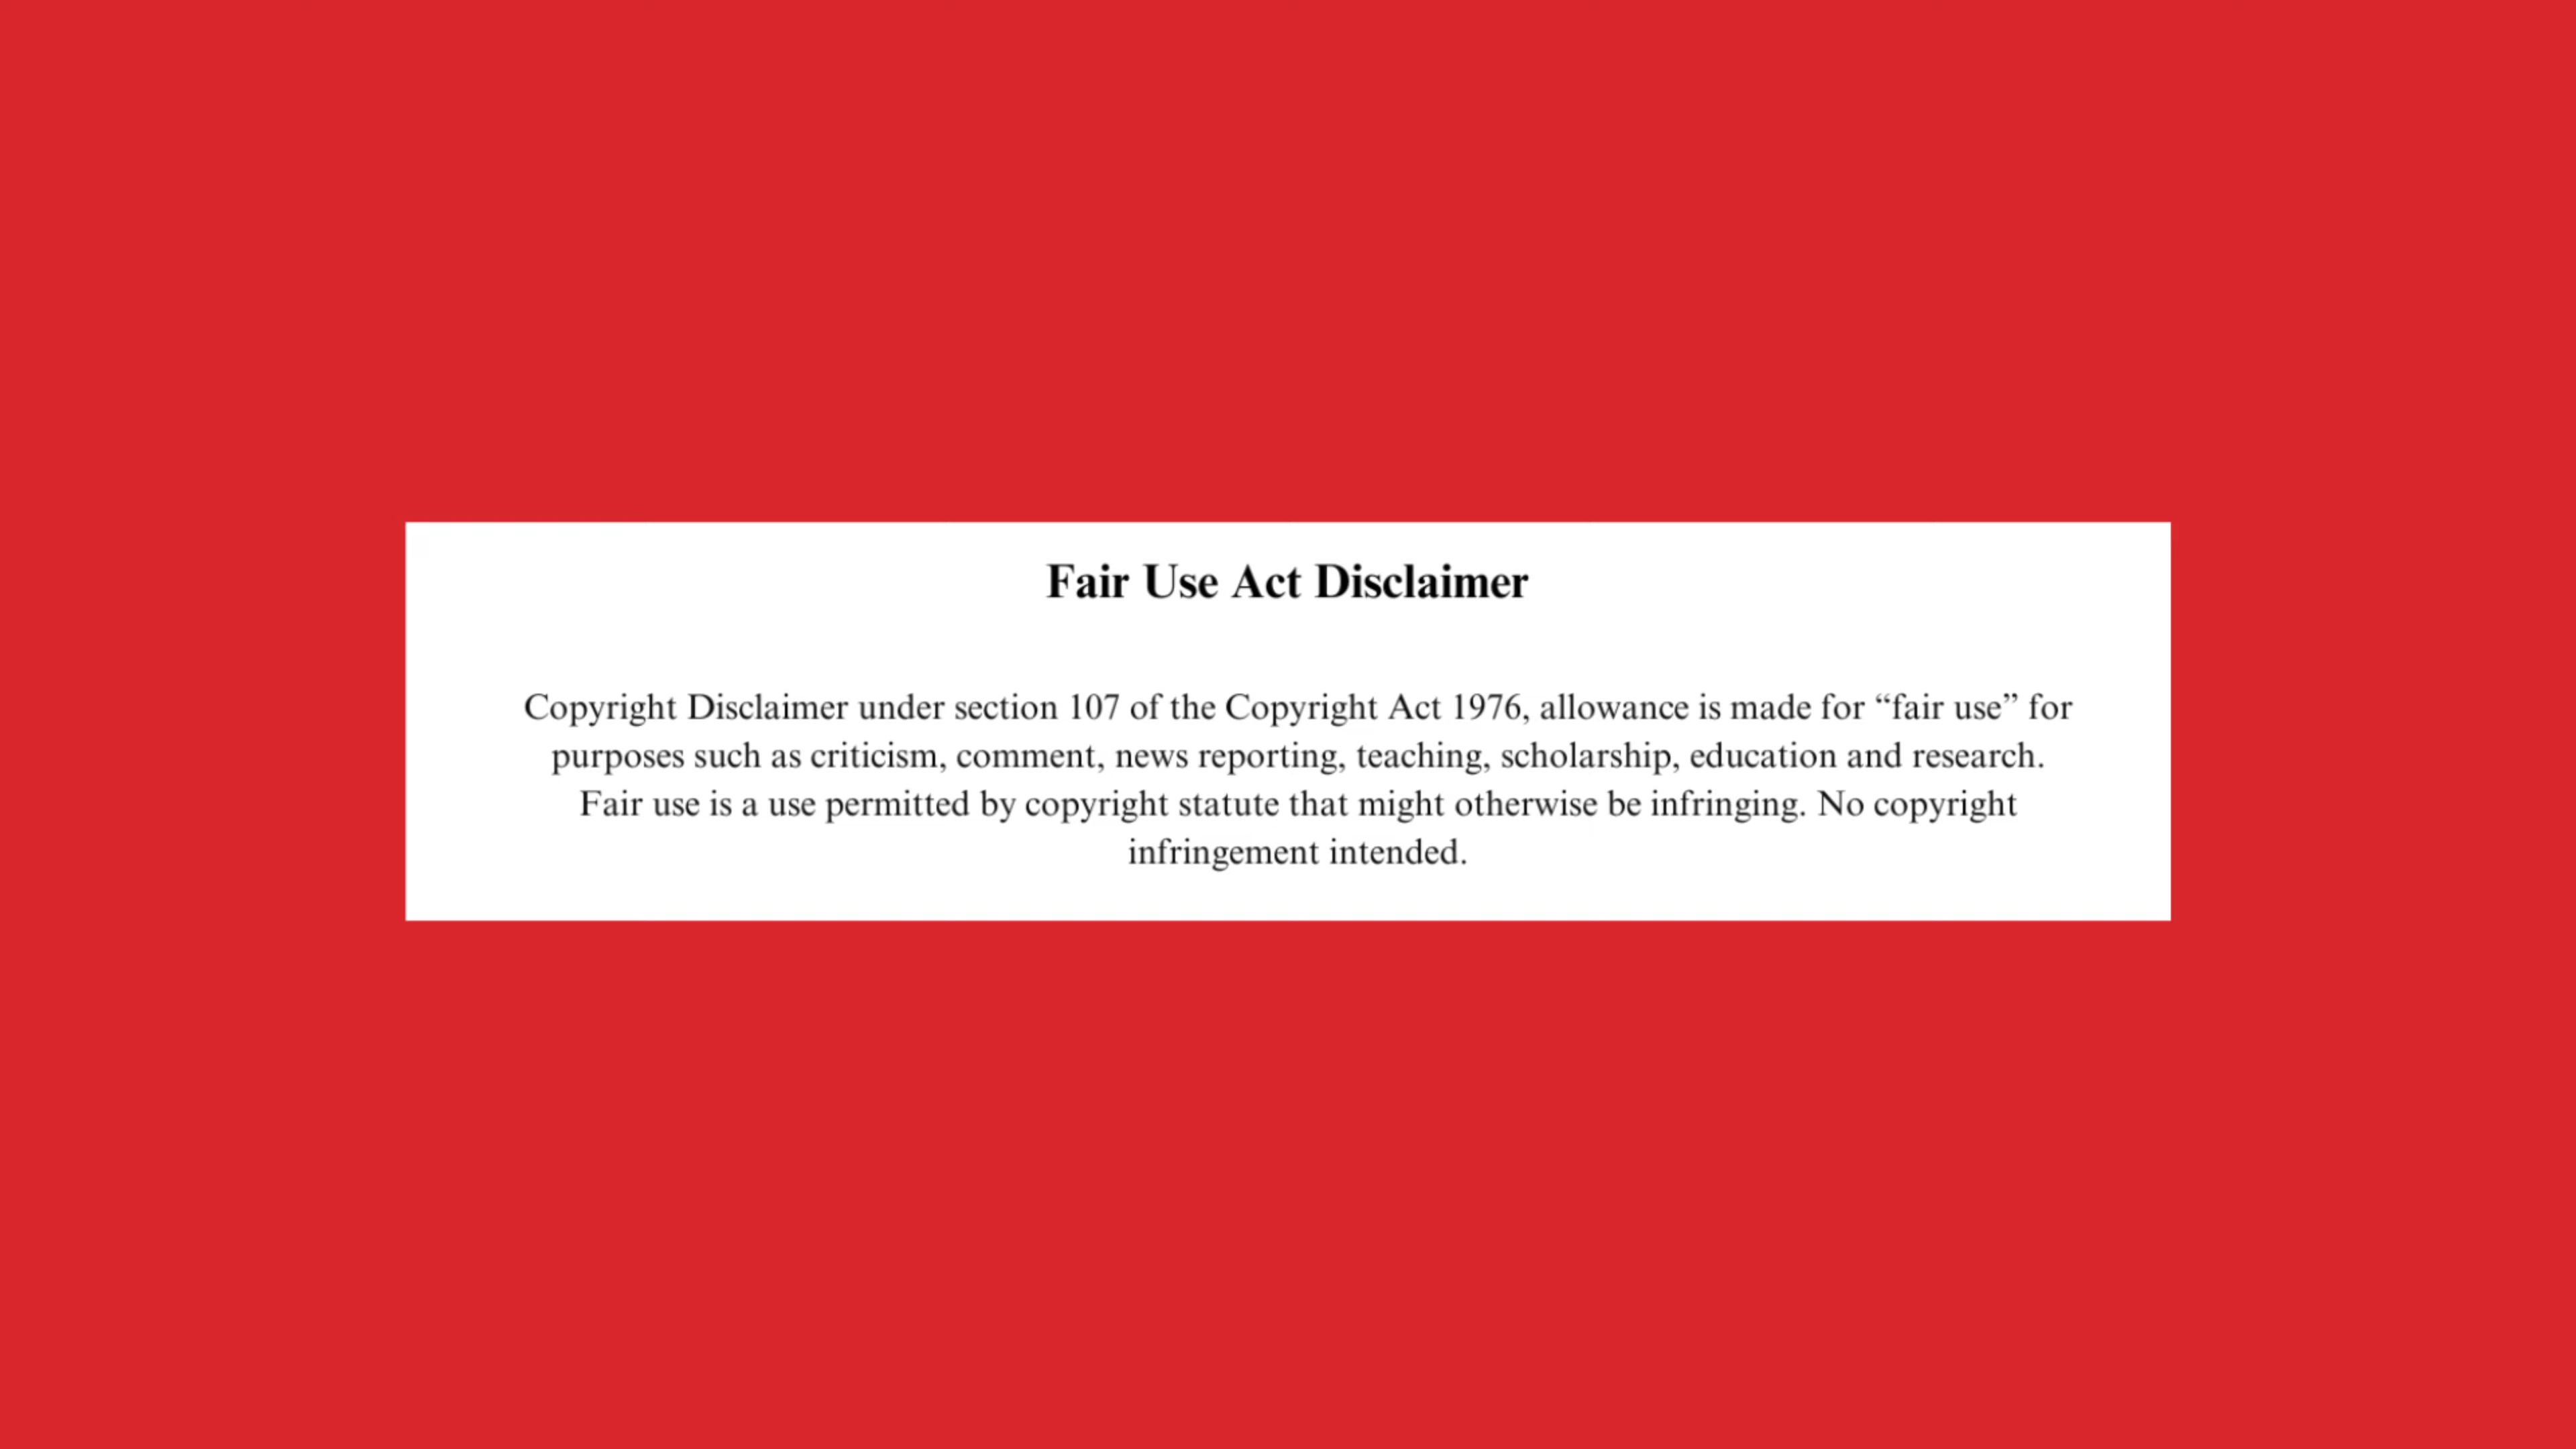 Fair Use Act Disclaimer
Copyright Disclaimer under section 107 of the Copyright Act 1976, allowance is made for “fair use” for
purposes such as criticism, comment, news reporting, teaching, scholarship, education and research.
Fair use is a use permitted by copyright statute that might otherwise be infringing. No copyright
infringement intended.